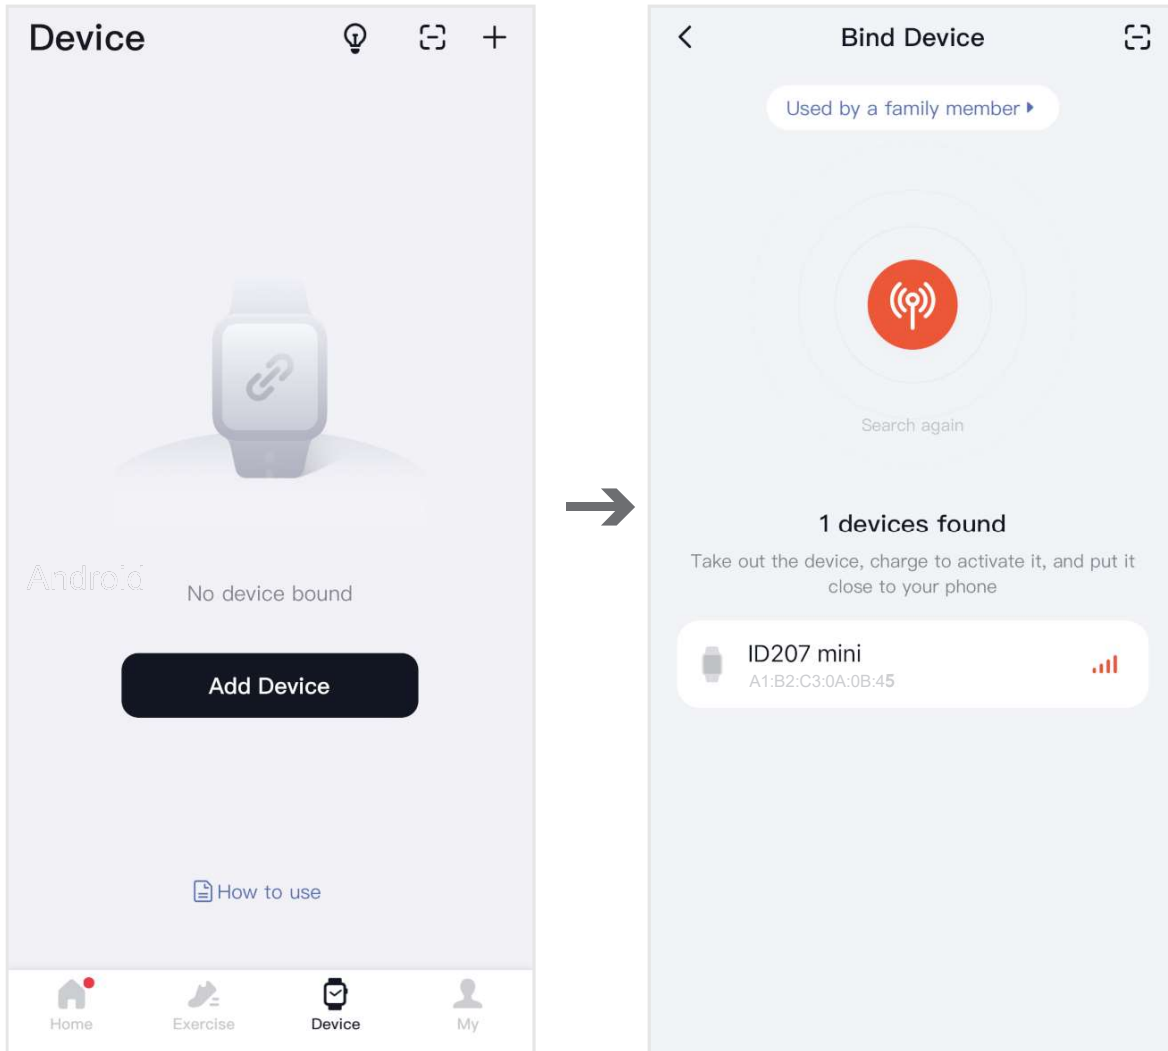 Device
Android
No device bound
Add Device
How to use
Home
Exercise
Device
My
Bind Device
Used by a family member
Search again
1 devices found
Take out the device, charge to activate it, and put it
close to your phone
ID207 mini
A1:B2:C3:0A:0B:45